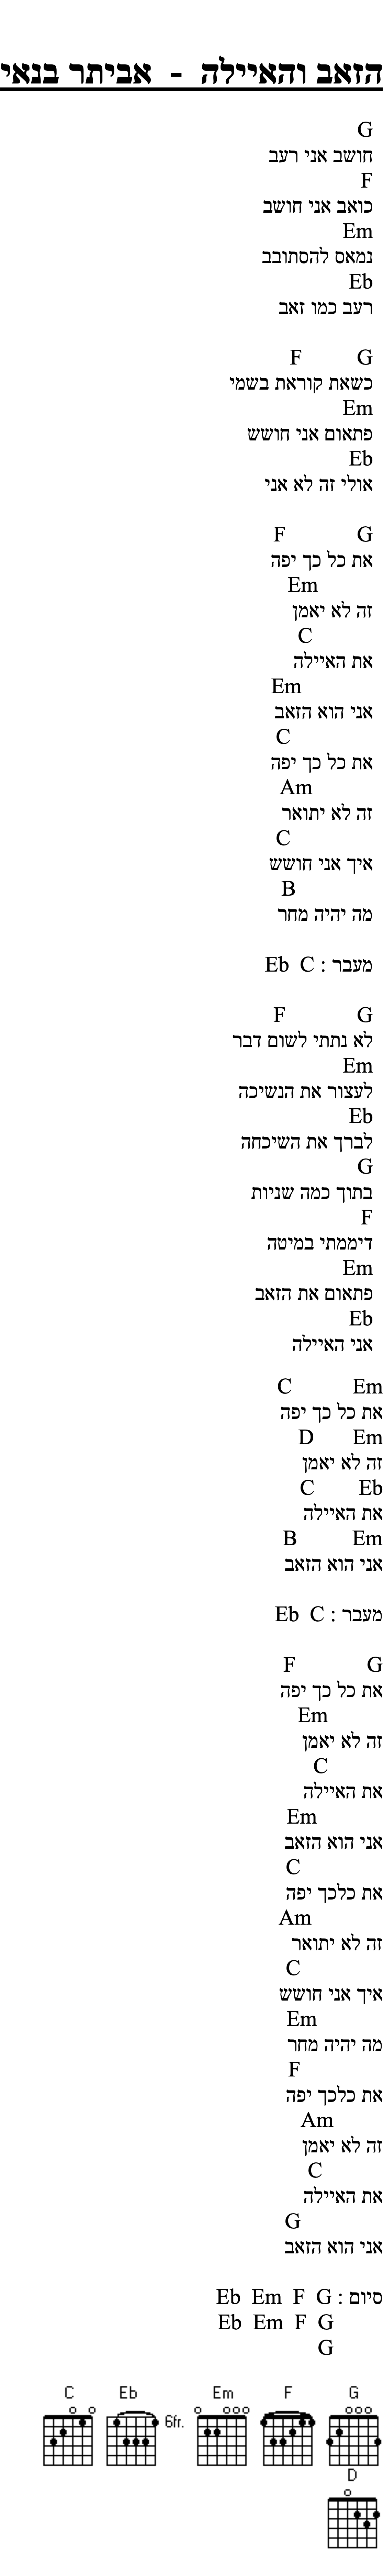 הזאב והאיילה - אביתר בנאי
G
חושב אני רעב
F
כואב אני חושב
Em
נמאס להסתובב
Eb
רעב כמו זאב
G F
כשאת קוראת בשמי
Em
פתאום אני חושש
Eb
אולי זה לא אני
G F
את כל כך יפה
Em
זה לא יאמן
C
את האיילה
Em
אני הוא הזאב
C
את כל כך יפה
Am
זה לא יתואר
C
איך אני חושש
B
מה יהיה מחר
מעבר : Eb C
G F
לא נתתי לשום דבר
Em
לעצור את הנשיכה
Eb
לברך את השיכחה
G
בתוך כמה שניות
F
דיממתי במיטה
Em
פתאום את הזאב
Eb
אני האיילה
Em C
את כל כך יפה
Em D
זה לא יאמן
Eb C
את האיילה
Em B
אני הוא הזאב
מעבר : Eb C
G F
את כל כך יפה
Em
זה לא יאמן
C
את האיילה
Em
אני הוא הזאב
C
את כלכך יפה
Am
זה לא יתואר
C
איך אני חושש
Em
מה יהיה מחר
F
את כלכך יפה
Am
זה לא יאמן
C
את האיילה
G
אני הוא הזאב
סיום : Eb Em F G
Eb Em F G
G
C Eb Em F G
6fr.
D